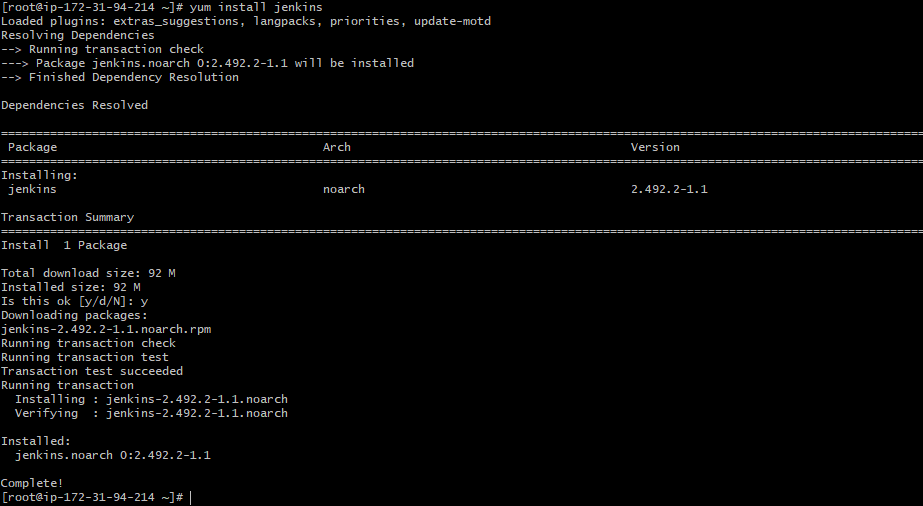 [root@ip-172-31-94-214 ~]# yum install jenkins
Loaded plugins: extras_suggestions, langpacks, priorities, update-motd
Resolving Dependencies
--> Running transaction check
---> Package jenkins.noarch 0:2.492.2-1.1 will be installed
--> Finished Dependency Resolution

Dependencies Resolved

================================================================================
Package Arch Version
================================================================================
Installing:
jenkins noarch 2.492.2-1.1

Transaction Summary
================================================================================
Install  1 Package

Total download size: 92 M
Installed size: 92 M
Is this ok [y/d/N]: y
Downloading packages:
jenkins-2.492.2-1.1.noarch.rpm
Running transaction check
Running transaction test
Transaction test succeeded
Running transaction
  Installing : jenkins-2.492.2-1.1.noarch
  Verifying  : jenkins-2.492.2-1.1.noarch

Installed:
  jenkins.noarch 0:2.492.2-1.1

Complete!
[root@ip-172-31-94-214 ~]#